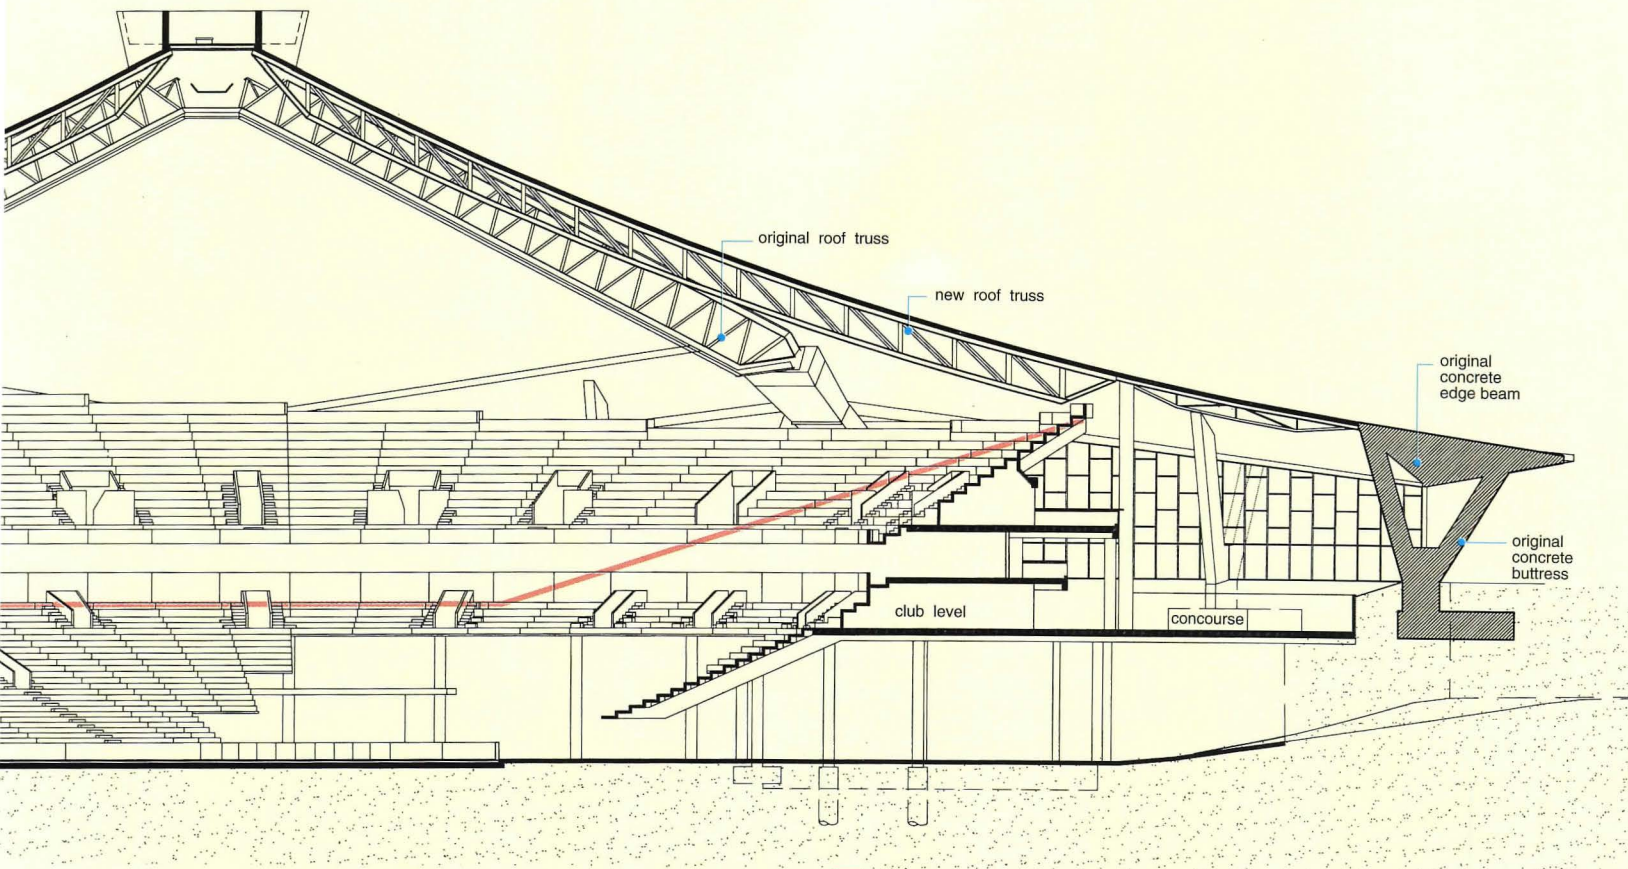 original roof truss
new roof truss
original
concrete
edge beam
original
concrete
buttress
club level
concourse